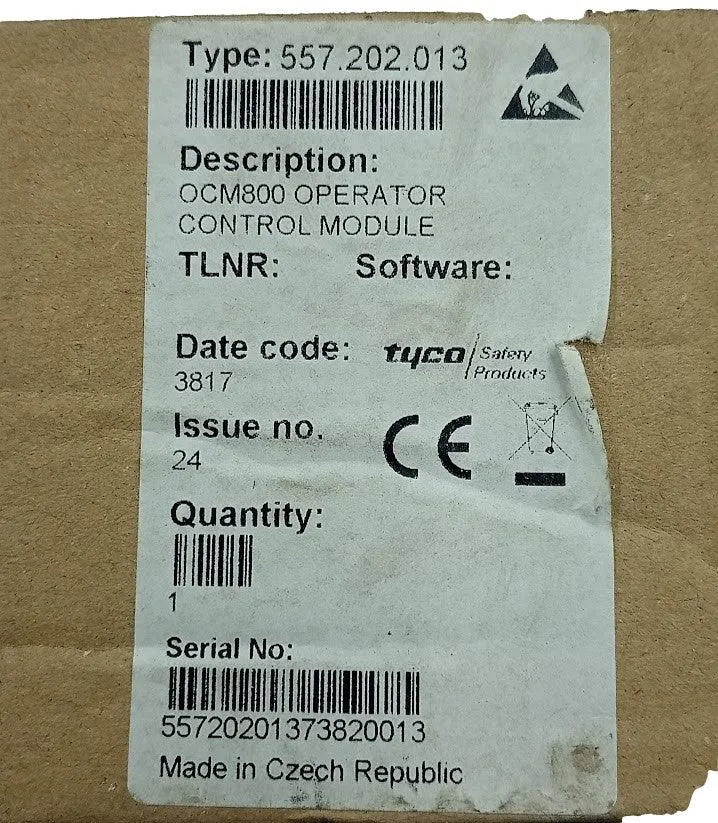 Type: 557.202.013
Description:
OCM800 OPERATOR
CONTROL MODULE
TLNR: Software:
Date code: tyco Safety
3817 Products
Issue no.
24 CE
Quantity:
1
Serial No:
55720201373820013
Made in Czech Republic